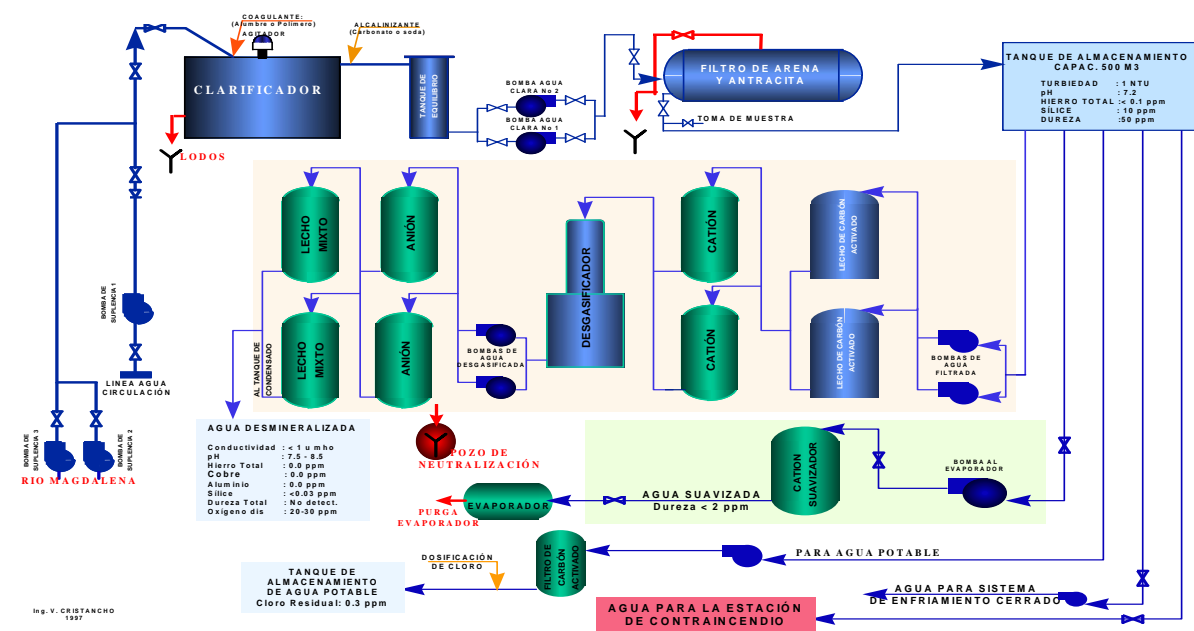 COAGULANTE:
(Alumbre o Polímero)
AGITADOR
ALCALINIZANTE
(Carbonato o soda)
CLARIFICADOR
LODOS
TANQUE DE
EQUILIBRIO
BOMBA AGUA
CLARA No 2
BOMBA AGUA
CLARA No 1
FILTRO DE ARENA
Y ANTRACITA
TOMA DE MUESTRA
TANQUE DE ALMACENAMIENTO
CAPAC. 500 M3
TURBIEDAD : 1 NTU
pH : 7.2
HIERRO TOTAL :< 0.1 ppm
SÍLICE : 10 ppm
DUREZA :50 ppm
BOMBA DE
SUPLENCIA 1
LINEA AGUA
CIRCULACIÓN
BOMBA DE
SUPLENCIA 3
BOMBA DE
SUPLENCIA 2
RIO MAGDALENA
LECHO
MIXTO
ANIÓN
DESGASIFICADOR
CATIÓN
LECHO DE CARBÓN
ACTIVADO
LECHO
MIXTO
ANIÓN
CATIÓN
LECHO DE CARBÓN
ACTIVADO
AL TANQUE DE
CONDENSADO
BOMBAS DE
AGUA
DESGASIFICADA
BOMBAS DE
AGUA
FILTRADA
AGUA DESMINERALIZADA
Conductividad : < 1 u mho
pH : 7.5 - 8.5
Hierro Total : 0.0 ppm
Cobre : 0.0 ppm
Aluminio : 0.0 ppm
Sílice : <0.03 ppm
Dureza Total : No detect.
Oxígeno dis : 20-30 ppm
POZO DE
NEUTRALIZACIÓN
EVAPORADOR
PURGA
EVAPORADOR
AGUA SUAVIZADA
Dureza < 2 ppm
CATION
SUAVIZADOR
BOMBA AL
EVAPORADOR
FILTRO DE
CARBÓN
ACTIVADO
PARA AGUA POTABLE
DOSIFICACIÓN
DE CLORO
TANQUE DE
ALMACENAMIENTO
DE AGUA POTABLE
Cloro Residual: 0.3 ppm
AGUA PARA SISTEMA
DE ENFRIAMIENTO CERRADO
AGUA PARA LA ESTACIÓN
DE CONTRAINCENDIO
Ing. V. CRISTANCHO
1997